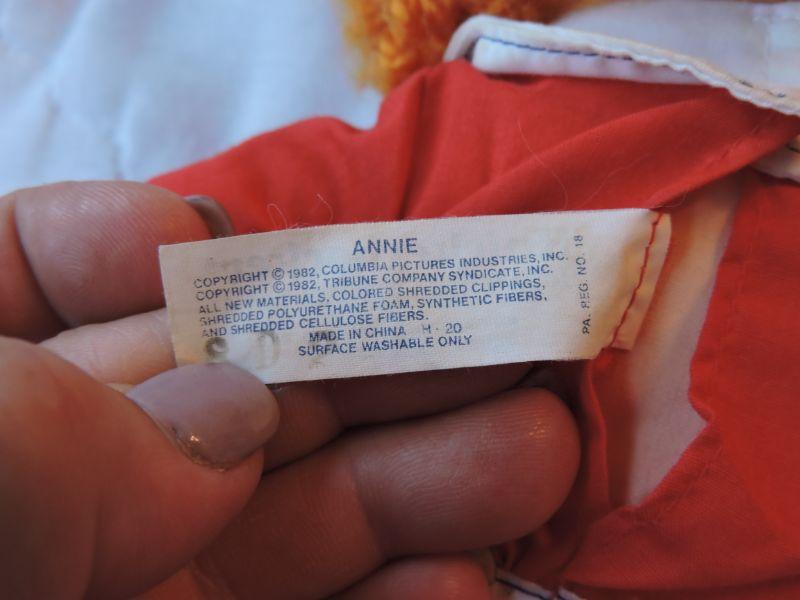 ANNIE
COPYRIGHT © 1982, COLUMBIA PICTURES INDUSTRIES, INC.
COPYRIGHT © 1982, TRIBUNE COMPANY SYNDICATE, INC.
ALL NEW MATERIALS, COLORED SHREDDED CLIPPINGS,
SHREDDED POLYURETHANE FOAM, SYNTHETIC FIBERS,
AND SHREDDED CELLULOSE FIBERS.
MADE IN CHINA H - 20
SURFACE WASHABLE ONLY
PA. REG. NO. 18